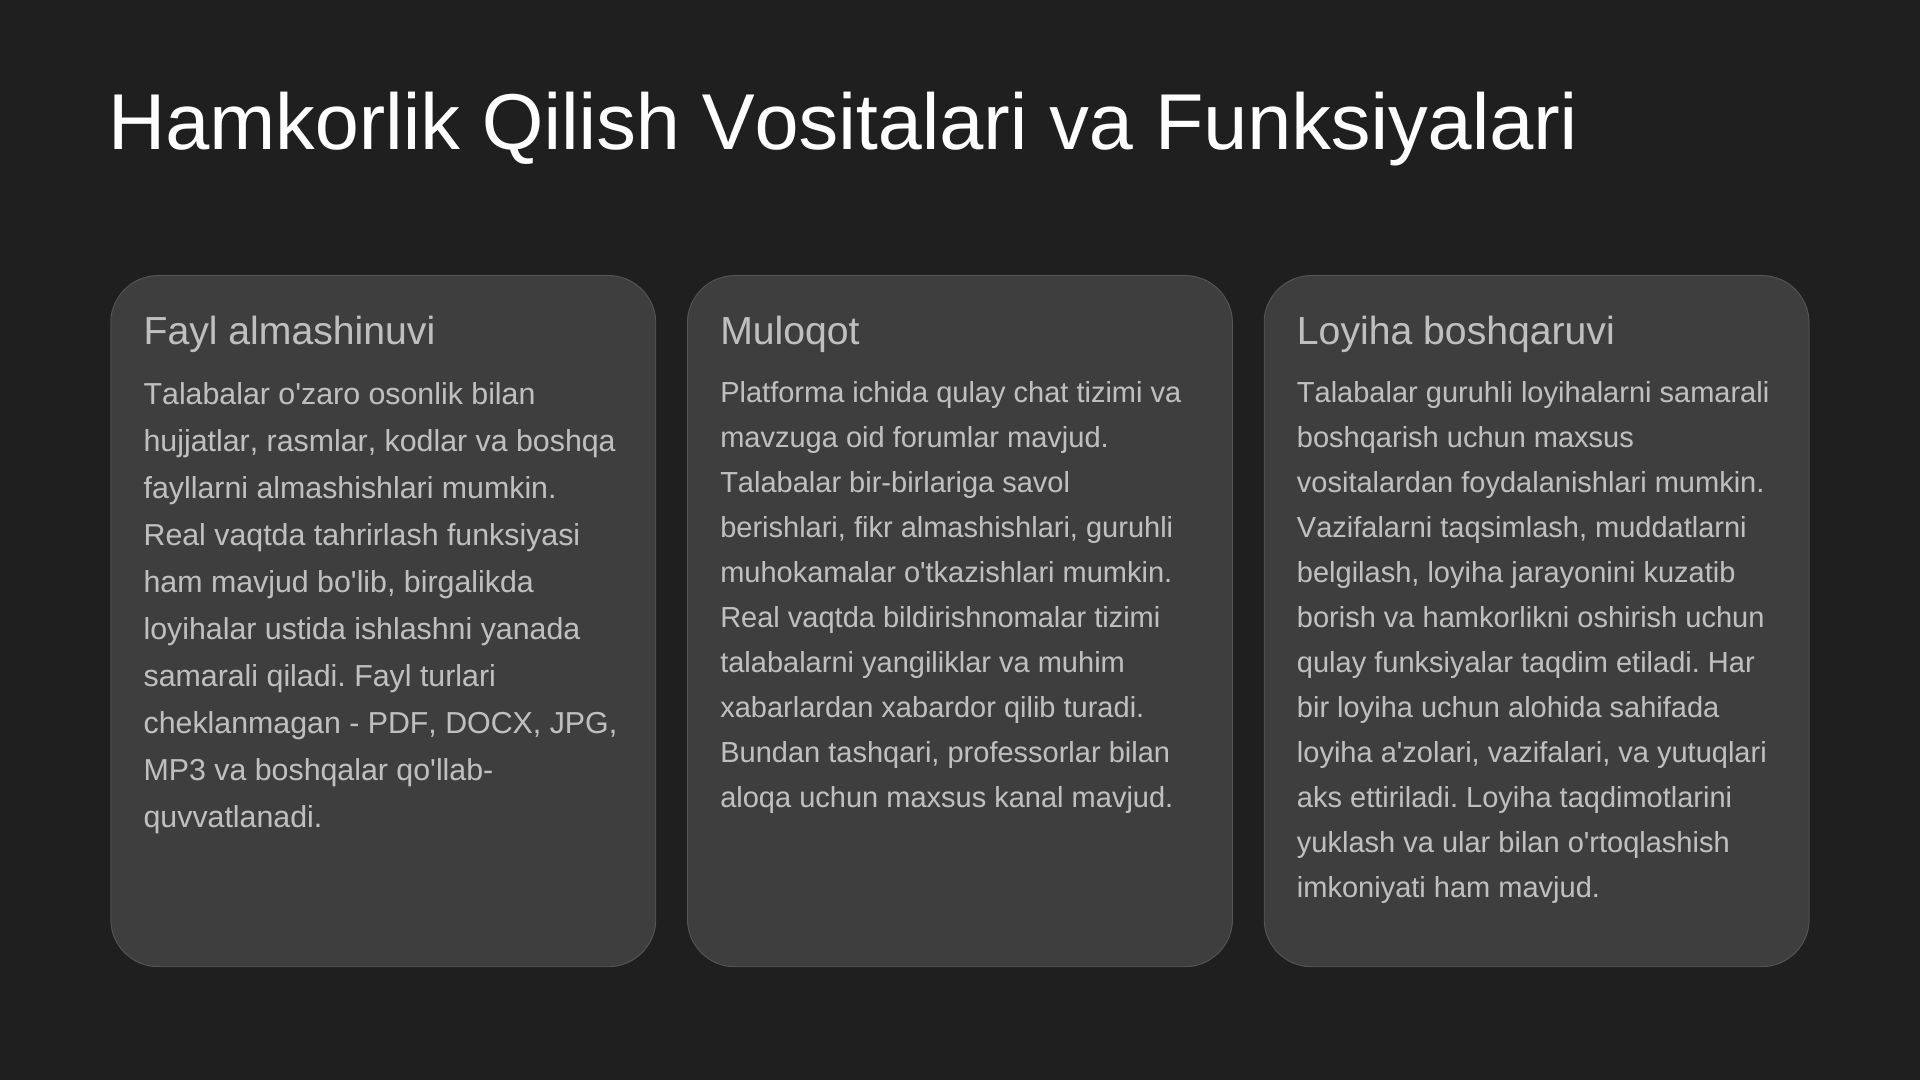 Hamkorlik Qilish Vositalari va Funksiyalari
Fayl almashinuvi
Talabalar o'zaro osonlik bilan
hujjatlar, rasmlar, kodlar va boshqa
fayllarni almashishlari mumkin.
Real vaqtda tahrirlash funksiyasi
ham mavjud bo'lib, birgalikda
loyihalar ustida ishlashni yanada
samarali qiladi. Fayl turlari
cheklanmagan - PDF, DOCX, JPG,
MP3 va boshqalar qo'llab-
quvvatlanadi.
Muloqot
Platforma ichida qulay chat tizimi va
mavzuga oid forumlar mavjud.
Talabalar bir-birlariga savol
berishlari, fikr almashishlari, guruhli
muhokamalar o'tkazishlari mumkin.
Real vaqtda bildirishnomalar tizimi
talabalarni yangiliklar va muhim
xabarlardan xabardor qilib turadi.
Bundan tashqari, professorlar bilan
aloqa uchun maxsus kanal mavjud.
Loyiha boshqaruvi
Talabalar guruhli loyihalarni samarali
boshqarish uchun maxsus
vositalardan foydalanishlari mumkin.
Vazifalarni taqsimlash, muddatlarni
belgilash, loyiha jarayonini kuzatib
borish va hamkorlikni oshirish uchun
qulay funksiyalar taqdim etiladi. Har
bir loyiha uchun alohida sahifada
loyiha a'zolari, vazifalari, va yutuqlari
aks ettiriladi. Loyiha taqdimotlarini
yuklash va ular bilan o'rtoqlashish
imkoniyati ham mavjud.